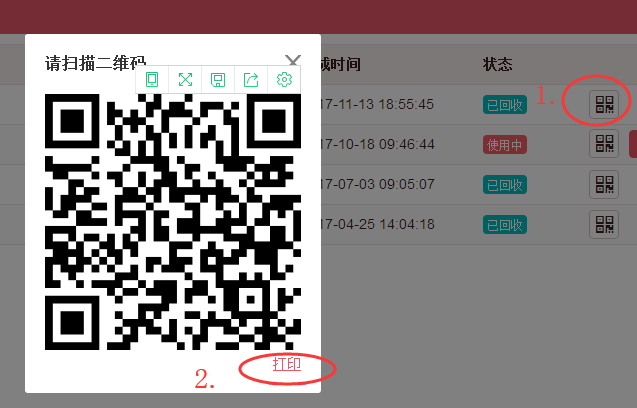 请扫描二维码
时间 状态
17-11-13 18:55:45 已回收 1.
17-10-18 09:46:44 使用中
17-07-03 09:05:07 已回收
17-04-25 14:04:18 已回收
2. 打印